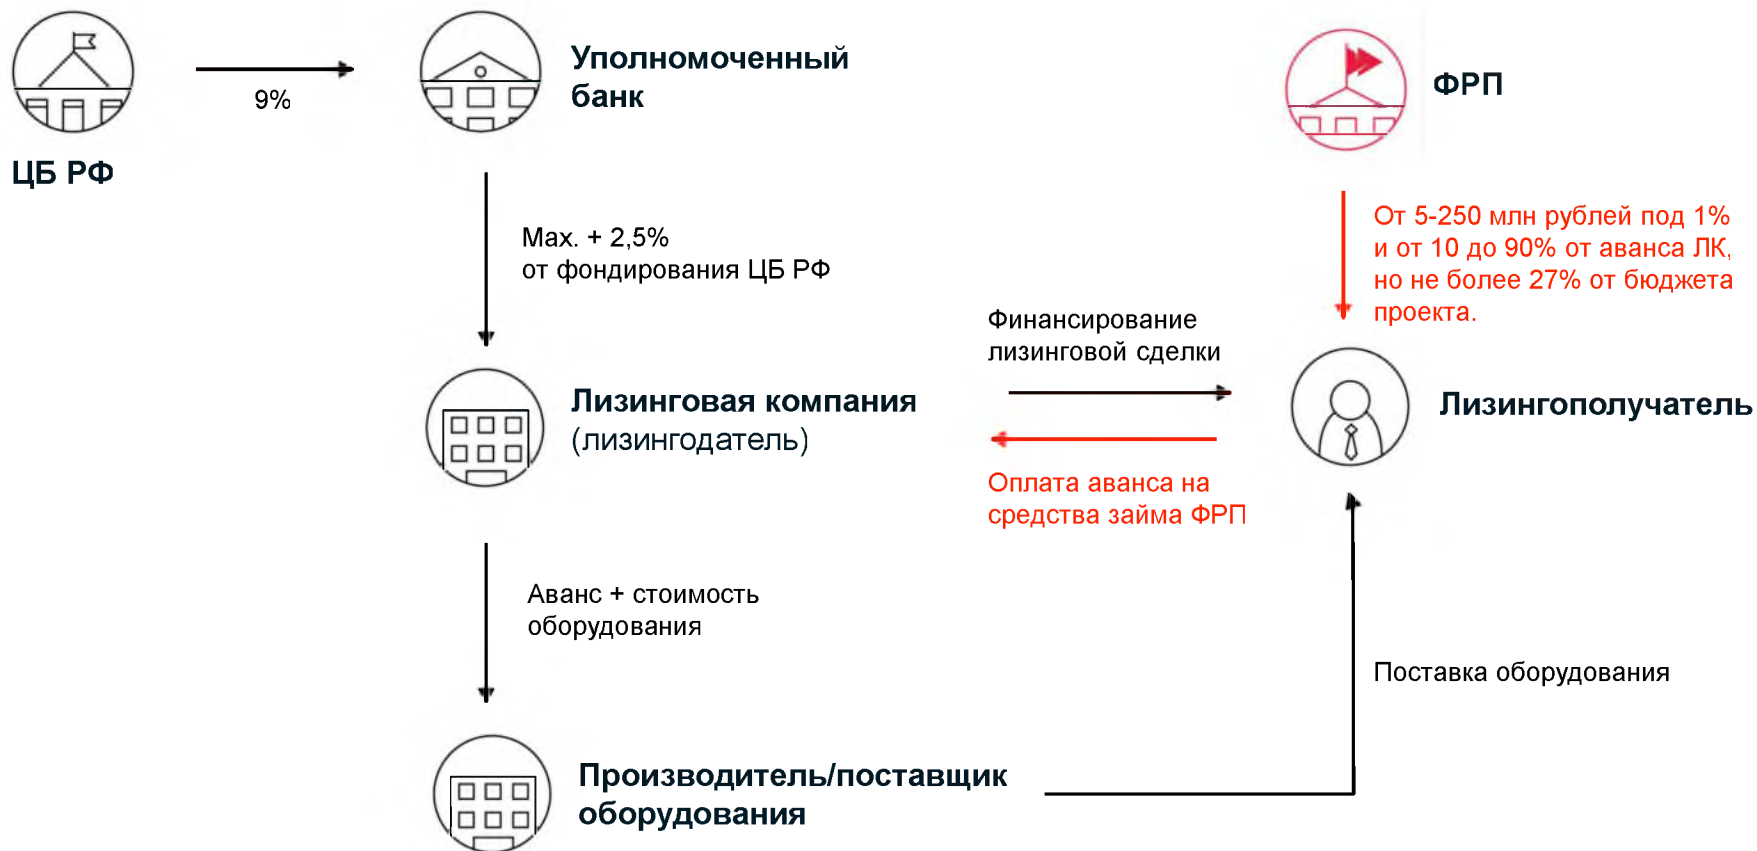 ЦБ РФ
9%
Уполномоченный
банк
ФРП
Max. + 2,5%
от фондирования ЦБ РФ
От 5-250 млн рублей под 1%
и от 10 до 90% от аванса ЛК,
но не более 27% от бюджета
проекта.
Финансирование
лизинговой сделки
Лизинговая компания
(лизингодатель)
Лизингополучатель
Оплата аванса на
средства займа ФРП
Аванс + стоимость
оборудования
Поставка оборудования
Производитель/поставщик
оборудования